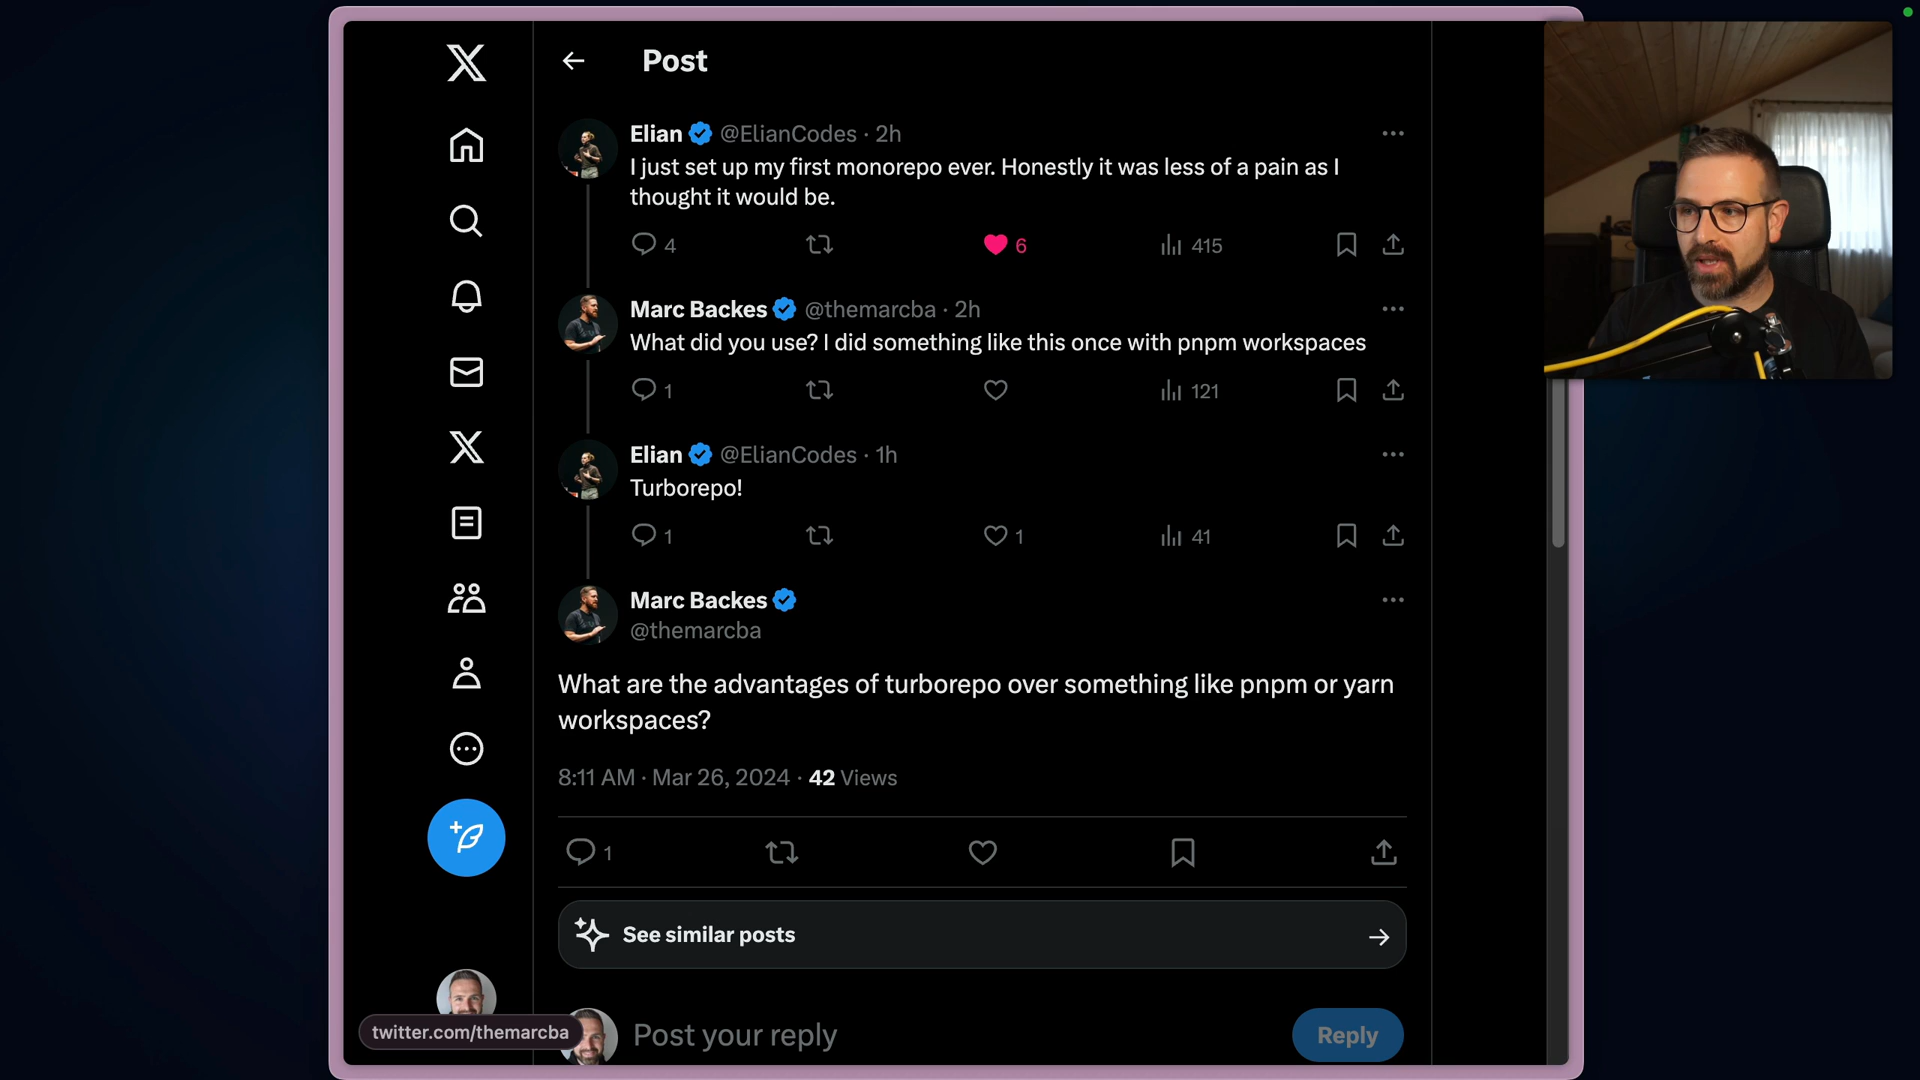 Post
Elian @ElianCodes · 2h
I just set up my first monorepo ever. Honestly it was less of a pain as I
thought it would be.
4 6 415
Marc Backes @themarcba · 2h
What did you use? I did something like this once with pnpm workspaces
1 121
Elian @ElianCodes · 1h
Turborepo!
1 1 41
Marc Backes
@themarcba
What are the advantages of turborepo over something like pnpm or yarn
workspaces?
8:11 AM · Mar 26, 2024 · 42 Views
1
See similar posts
twitter.com/themarcba
Post your reply
Reply